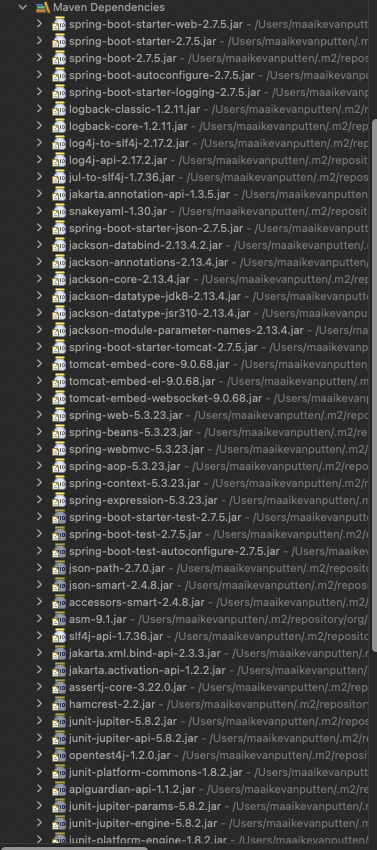 Maven Dependencies
spring-boot-starter-web-2.7.5.jar - /Users/maaikevanputten/.
spring-boot-starter-2.7.5.jar - /Users/maaikevanputten/.m2
spring-boot-2.7.5.jar - /Users/maaikevanputten/.m2/repos
spring-boot-autoconfigure-2.7.5.jar - /Users/maaikevanp
spring-boot-starter-logging-2.7.5.jar - /Users/maaikevan
logback-classic-1.2.11.jar - /Users/maaikevanputten/.m2/
logback-core-1.2.11.jar - /Users/maaikevanputten/.m2/rep
log4j-to-slf4j-2.17.2.jar - /Users/maaikevanputten/.m2/re
log4j-api-2.17.2.jar - /Users/maaikevanputten/.m2/reposit
jul-to-slf4j-1.7.36.jar - /Users/maaikevanputten/.m2/repo
jakarta.annotation-api-1.3.5.jar - /Users/maaikevanputten
snakeyaml-1.30.jar - /Users/maaikevanputten/.m2/reposit
spring-boot-starter-json-2.7.5.jar - /Users/maaikevanput
jackson-databind-2.13.4.2.jar - /Users/maaikevanputten/.
jackson-annotations-2.13.4.jar - /Users/maaikevanputten
jackson-core-2.13.4.jar - /Users/maaikevanputten/.m2/re
jackson-datatype-jdk8-2.13.4.jar - /Users/maaikevanputt
jackson-datatype-jsr310-2.13.4.jar - /Users/maaikevanpu
jackson-module-parameter-names-2.13.4.jar - /Users/ma
spring-boot-starter-tomcat-2.7.5.jar - /Users/maaikevanp
tomcat-embed-core-9.0.68.jar - /Users/maaikevanputten/
tomcat-embed-el-9.0.68.jar - /Users/maaikevanputten/.m
tomcat-embed-websocket-9.0.68.jar - /Users/maaikevanp
spring-web-5.3.23.jar - /Users/maaikevanputten/.m2/repo
spring-beans-5.3.23.jar - /Users/maaikevanputten/.m2/re
spring-webmvc-5.3.23.jar - /Users/maaikevanputten/.m2/
spring-aop-5.3.23.jar - /Users/maaikevanputten/.m2/repo
spring-context-5.3.23.jar - /Users/maaikevanputten/.m2/
spring-expression-5.3.23.jar - /Users/maaikevanputten/.m
spring-boot-starter-test-2.7.5.jar - /Users/maaikevanputt
spring-boot-test-2.7.5.jar - /Users/maaikevanputten/.m2/
spring-boot-test-autoconfigure-2.7.5.jar - /Users/maaike
json-path-2.7.0.jar - /Users/maaikevanputten/.m2/reposito
json-smart-2.4.8.jar - /Users/maaikevanputten/.m2/repos
accessors-smart-2.4.8.jar - /Users/maaikevanputten/.m2/
asm-9.1.jar - /Users/maaikevanputten/.m2/repository/org/
slf4j-api-1.7.36.jar - /Users/maaikevanputten/.m2/reposito
jakarta.xml.bind-api-2.3.3.jar - /Users/maaikevanputten/.
jakarta.activation-api-1.2.2.jar - /Users/maaikevanputten/
assertj-core-3.22.0.jar - /Users/maaikevanputten/.m2/rep
hamcrest-2.2.jar - /Users/maaikevanputten/.m2/repository
junit-jupiter-5.8.2.jar - /Users/maaikevanputten/.m2/repos
junit-jupiter-api-5.8.2.jar - /Users/maaikevanputten/.m2/
opentest4j-1.2.0.jar - /Users/maaikevanputten/.m2/reposi
junit-platform-commons-1.8.2.jar - /Users/maaikevanputt
apiguardian-api-1.1.2.jar - /Users/maaikevanputten/.m2/r
junit-jupiter-params-5.8.2.jar - /Users/maaikevanputten/.
junit-jupiter-engine-5.8.2.jar - /Users/maaikevanputten/.
junit-platform-engine-1.8.2.jar - /Users/maaikevanputten